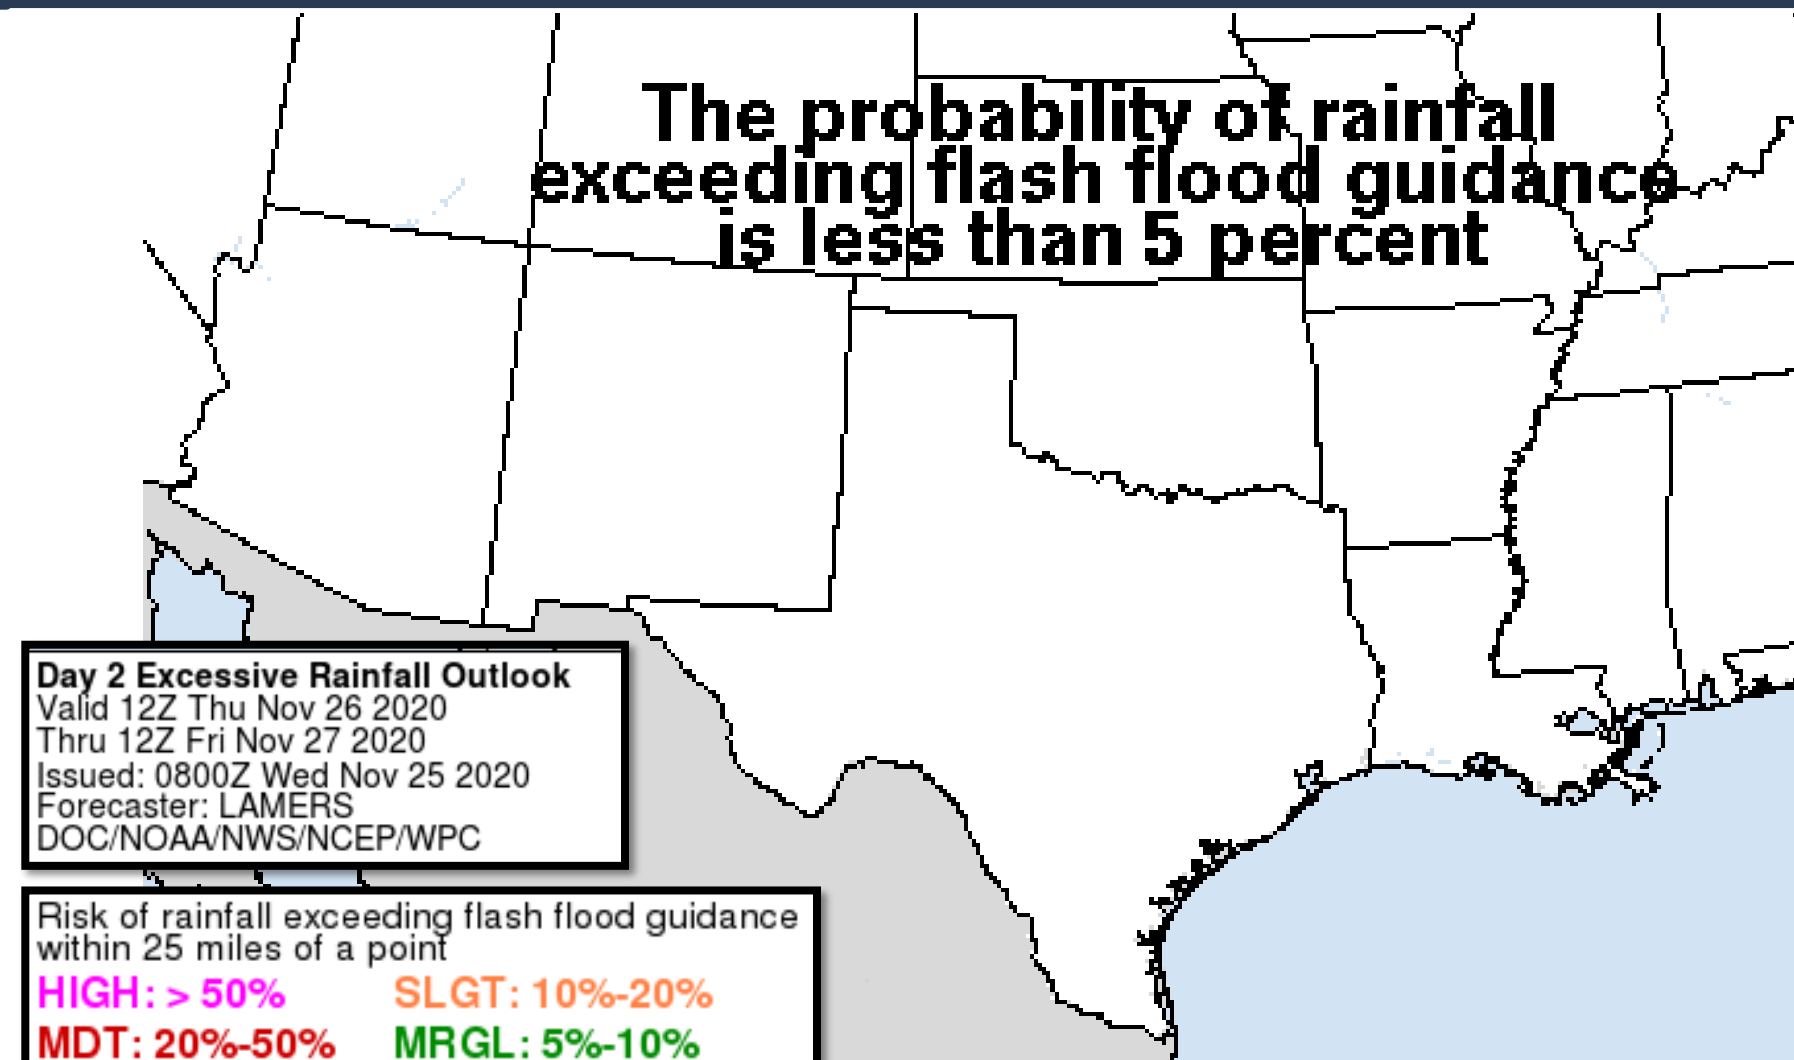 The probability of rainfall
exceeding flash flood guidance
is less than 5 percent
Day 2 Excessive Rainfall Outlook
Valid 12Z Thu Nov 26 2020
Thru 12Z Fri Nov 27 2020
Issued: 0800Z Wed Nov 25 2020
Forecaster: LAMERS
DOC/NOAA/NWS/NCEP/WPC
Risk of rainfall exceeding flash flood guidance
within 25 miles of a point
HIGH: > 50% SLGT: 10%-20%
MDT: 20%-50% MRGL: 5%-10%